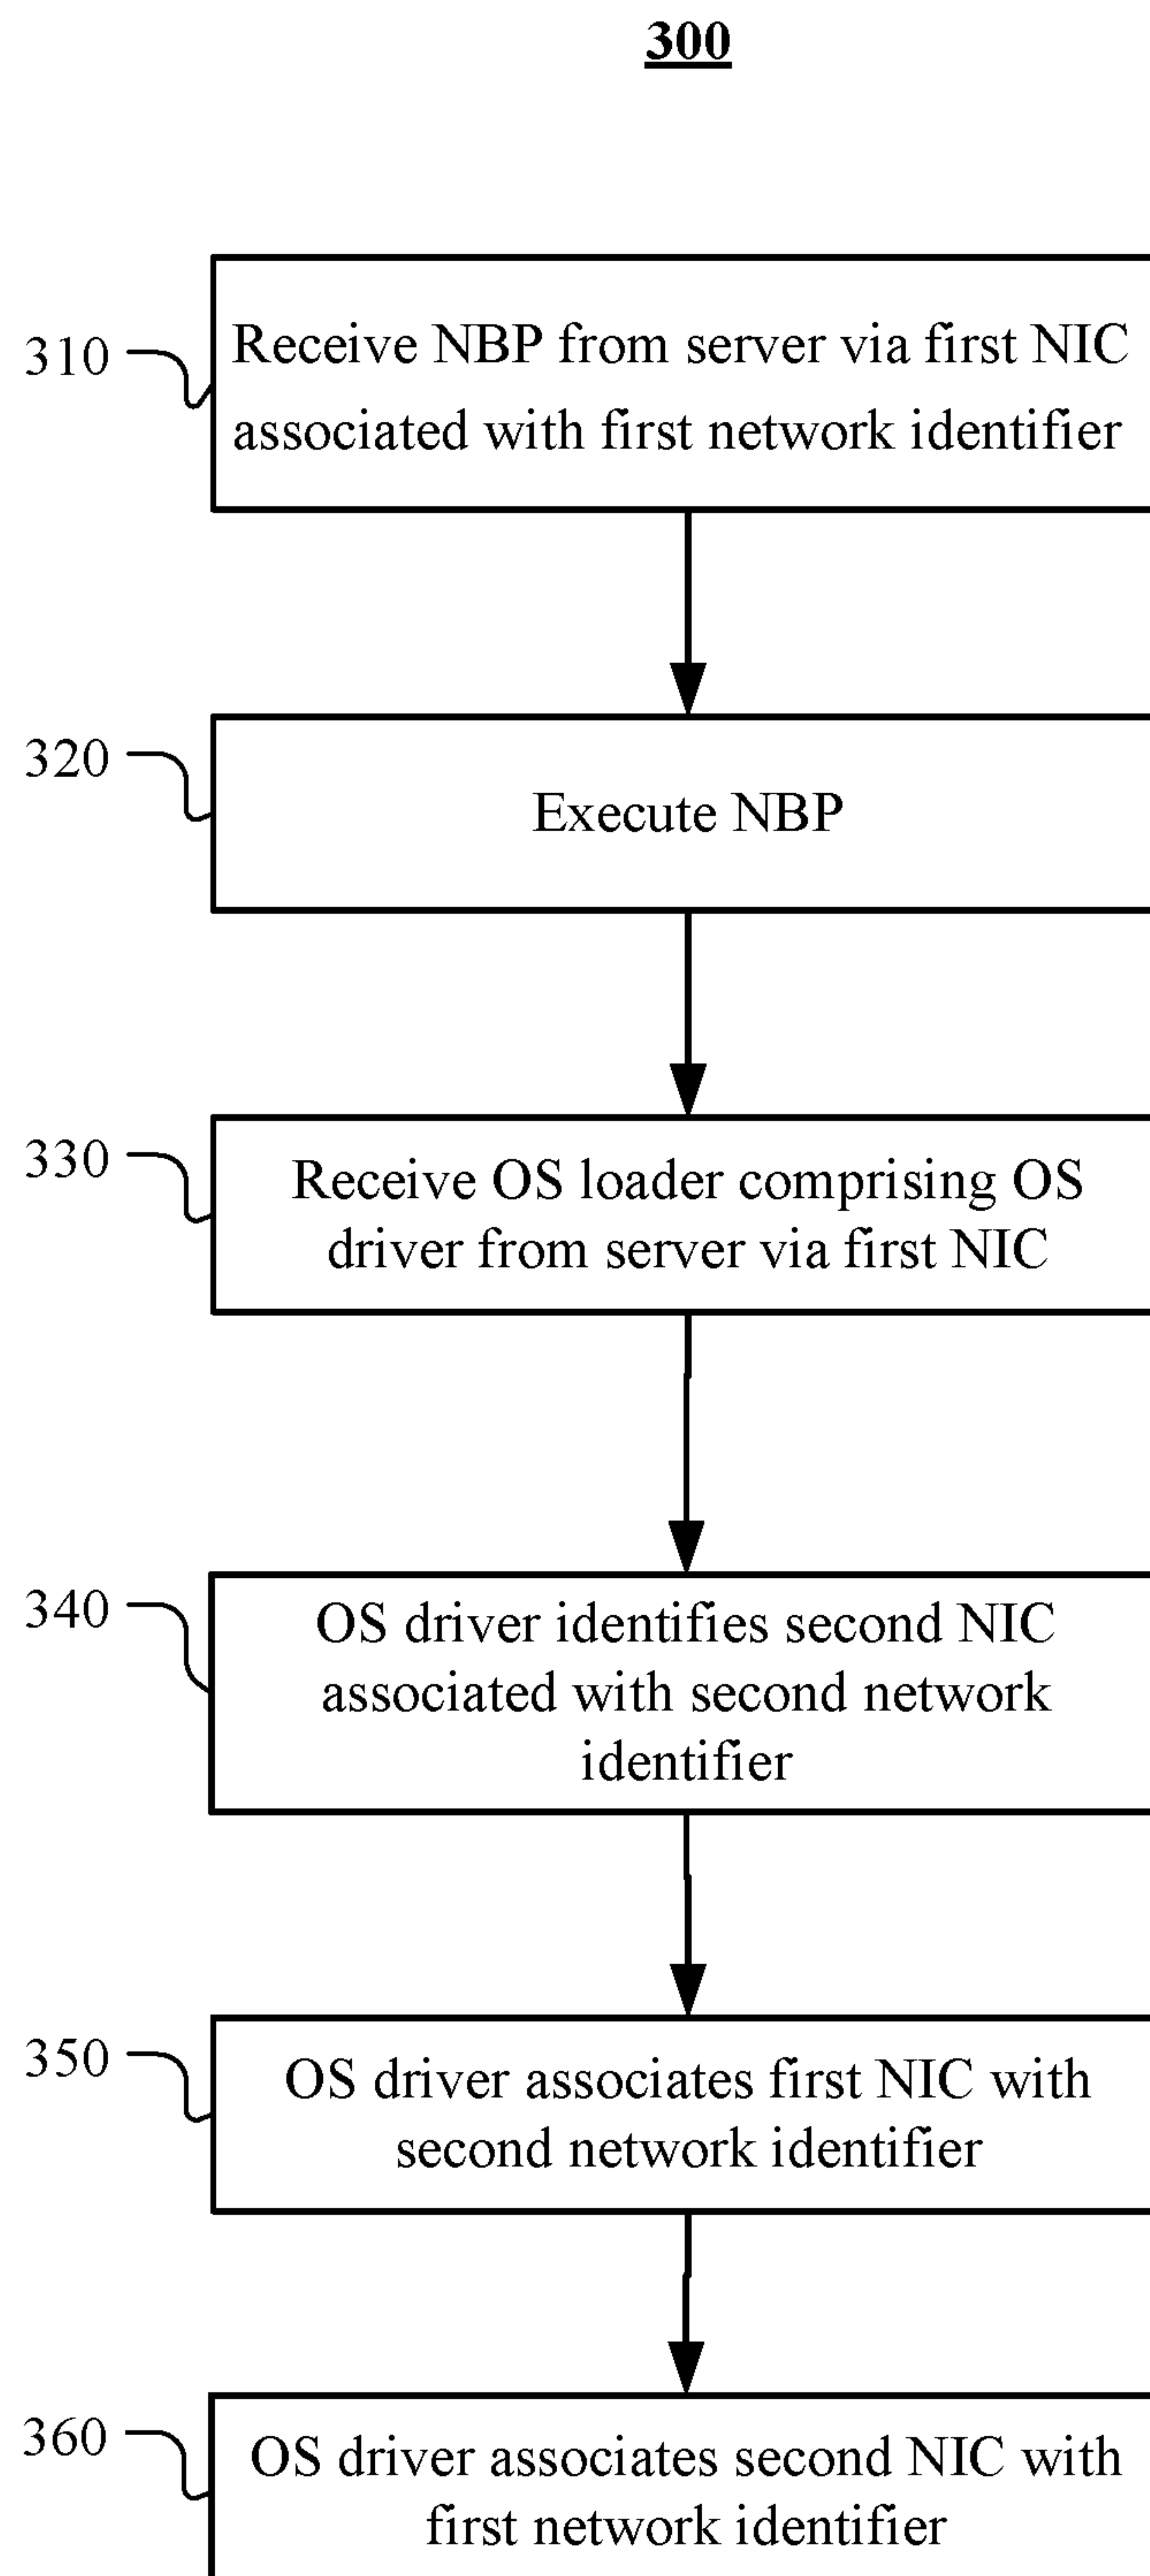 300
310
Receive NBP from server via first NIC
associated with first network identifier
320
Execute NBP
330
Receive OS loader comprising OS
driver from server via first NIC
340
OS driver identifies second NIC
associated with second network
identifier
350
OS driver associates first NIC with
second network identifier
360
OS driver associates second NIC with
first network identifier